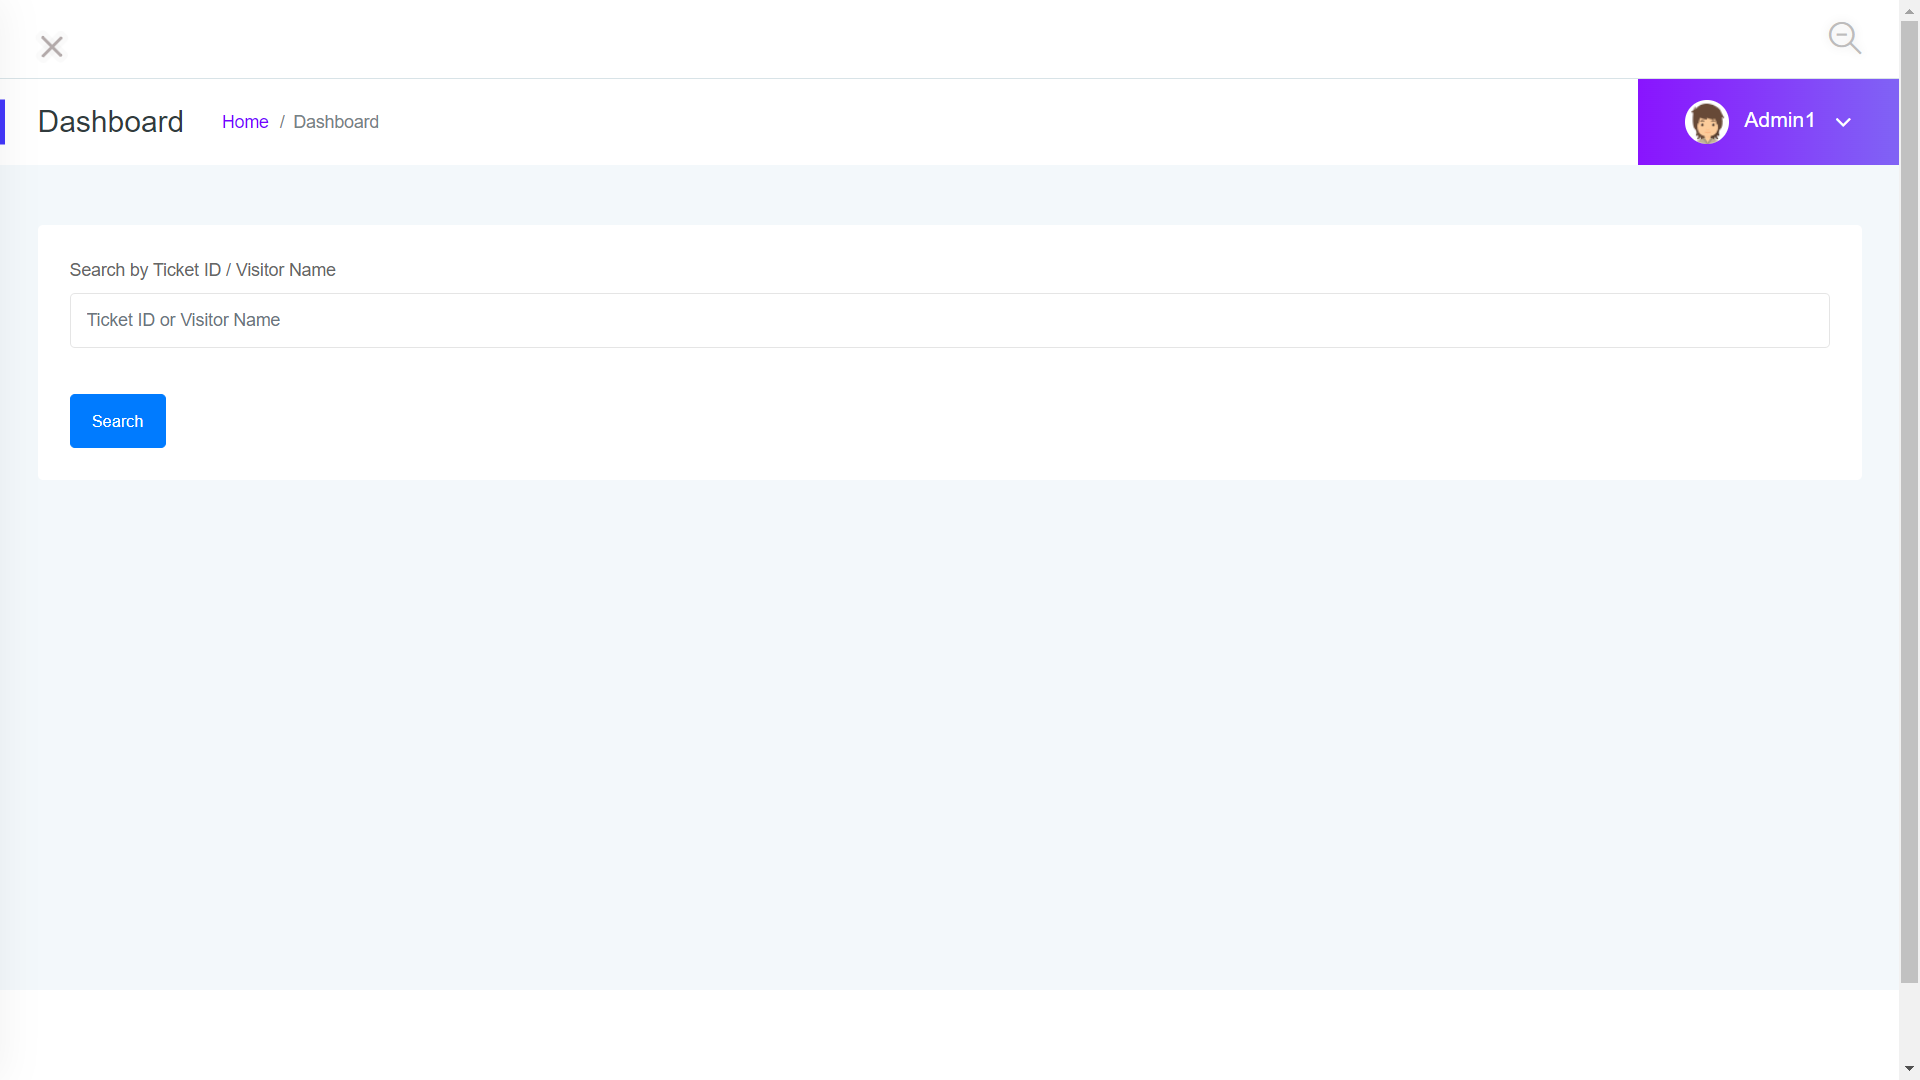 Dashboard
Home / Dashboard
Admin1
Search by Ticket ID / Visitor Name
Ticket ID or Visitor Name
Search